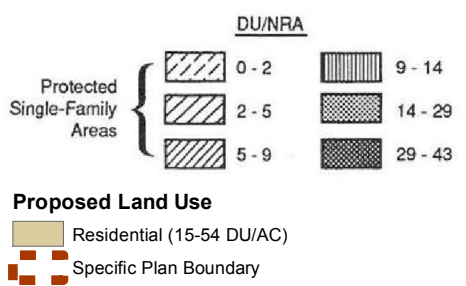 DU/NRA
Protected
Single-Family
Areas
0 - 2
2 - 5
5 - 9
9 - 14
14 - 29
29 - 43
Proposed Land Use
Residential (15-54 DU/AC)
Specific Plan Boundary